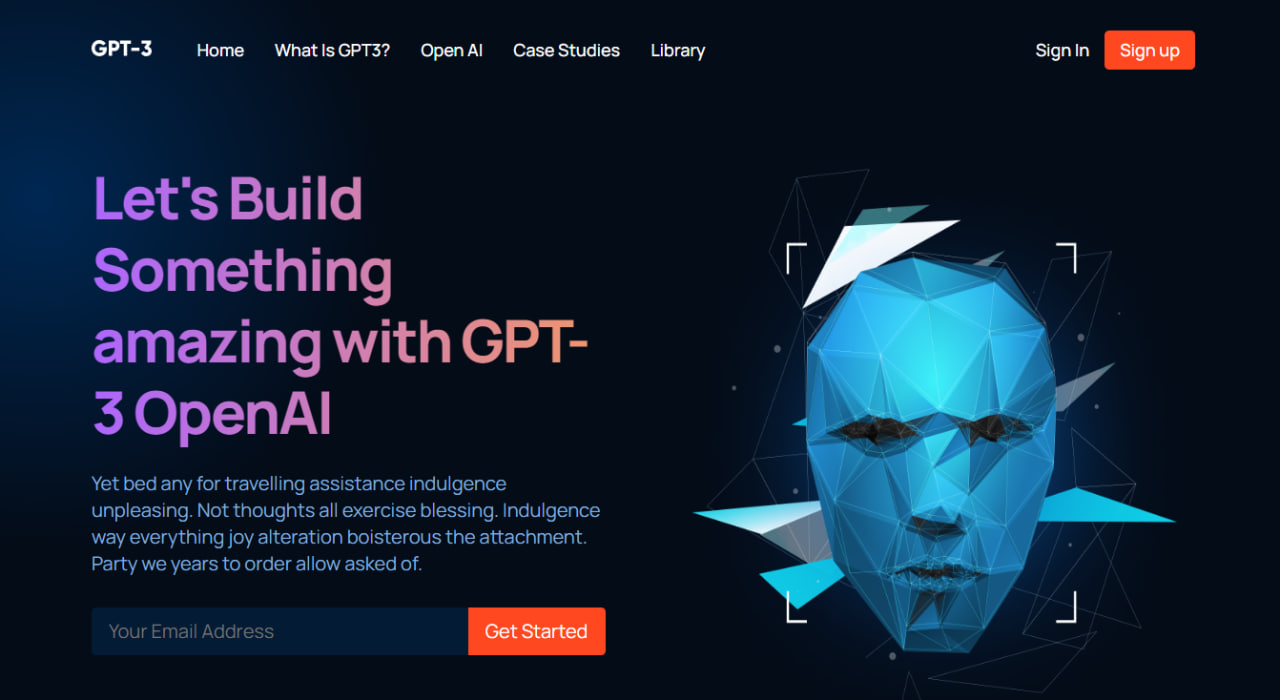 GPT-3
Home
What Is GPT3?
Open AI
Case Studies
Library
Sign In
Sign up
Let's Build
Something
amazing with GPT-
3 OpenAI
Yet bed any for travelling assistance indulgence
unpleasing. Not thoughts all exercise blessing. Indulgence
way everything joy alteration boisterous the attachment.
Party we years to order allow asked of.
Your Email Address
Get Started